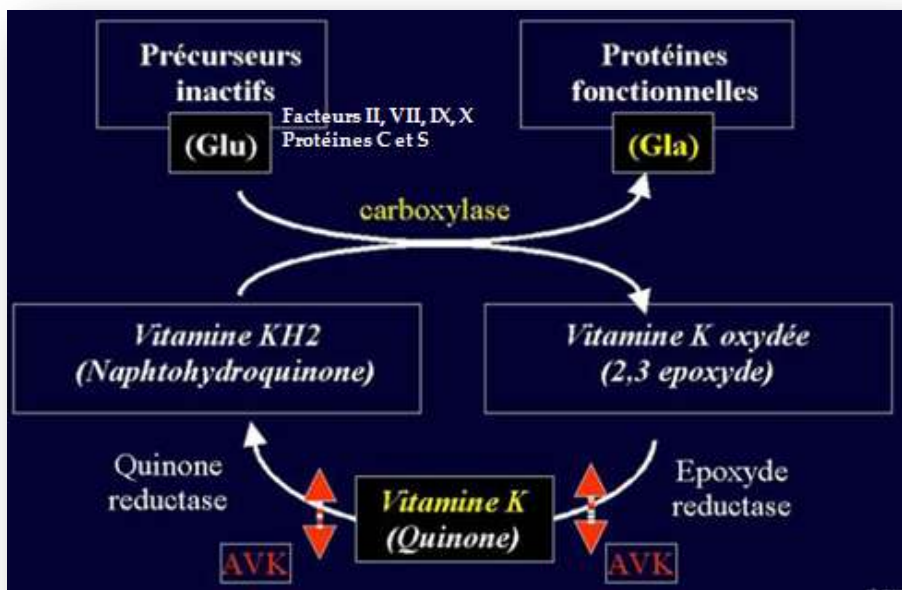 Précurseurs
inactifs
(Glu)
Facteurs II, VII, IX, X
Protéines C et S
Protéines
fonctionnelles
(Gla)
carboxylase
Vitamine KH2
(Naphtohydroquinone)
Vitamine K oxydée
(2,3 epoxyde)
Quinone
reductase
Vitamine K
(Quinone)
Epoxyde
reductase
AVK
AVK